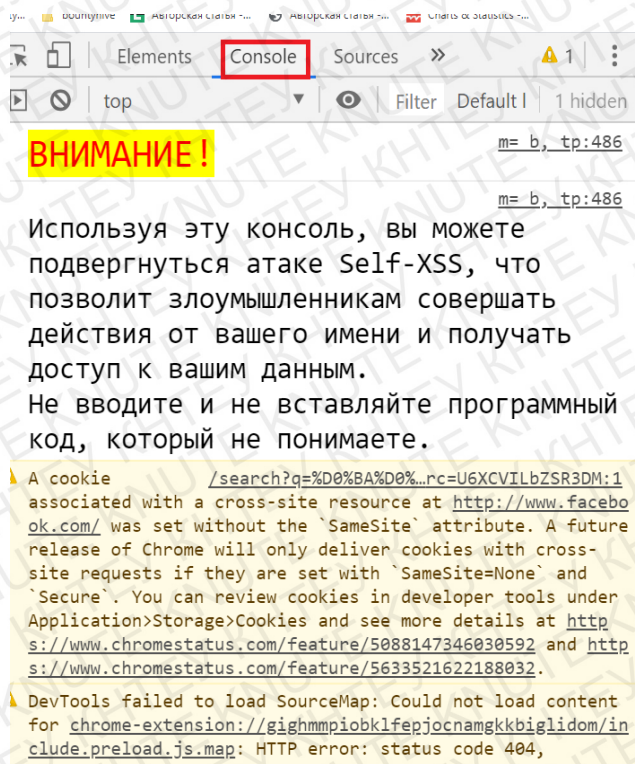 bountyhive Авторская статья -... Авторская статья -... Charts & Statistics -...
Elements Console Sources » 1
top Filter Default l 1 hidden
ВНИМАНИЕ! m= b, tp:486
m= b, tp:486
Используя эту консоль, вы можете
подвергнуться атаке Self-XSS, что
позволит злоумышленникам совершать
действия от вашего имени и получать
доступ к вашим данным.
Не вводите и не вставляйте программный
код, который не понимаете.
A cookie /search?q=%D0%BA%D0%…rc=U6XCVILbZSR3DM:1
associated with a cross-site resource at http://www.facebo
ok.com/ was set without the `SameSite` attribute. A future
release of Chrome will only deliver cookies with cross-
site requests if they are set with `SameSite=None` and
`Secure`. You can review cookies in developer tools under
Application>Storage>Cookies and see more details at http
s://www.chromestatus.com/feature/5088147346030592 and http
s://www.chromestatus.com/feature/5633521622188032.
DevTools failed to load SourceMap: Could not load content
for chrome-extension://gighmmpiobklfepjocnamgkkbiglidom/in
clude.preload.js.map: HTTP error: status code 404,